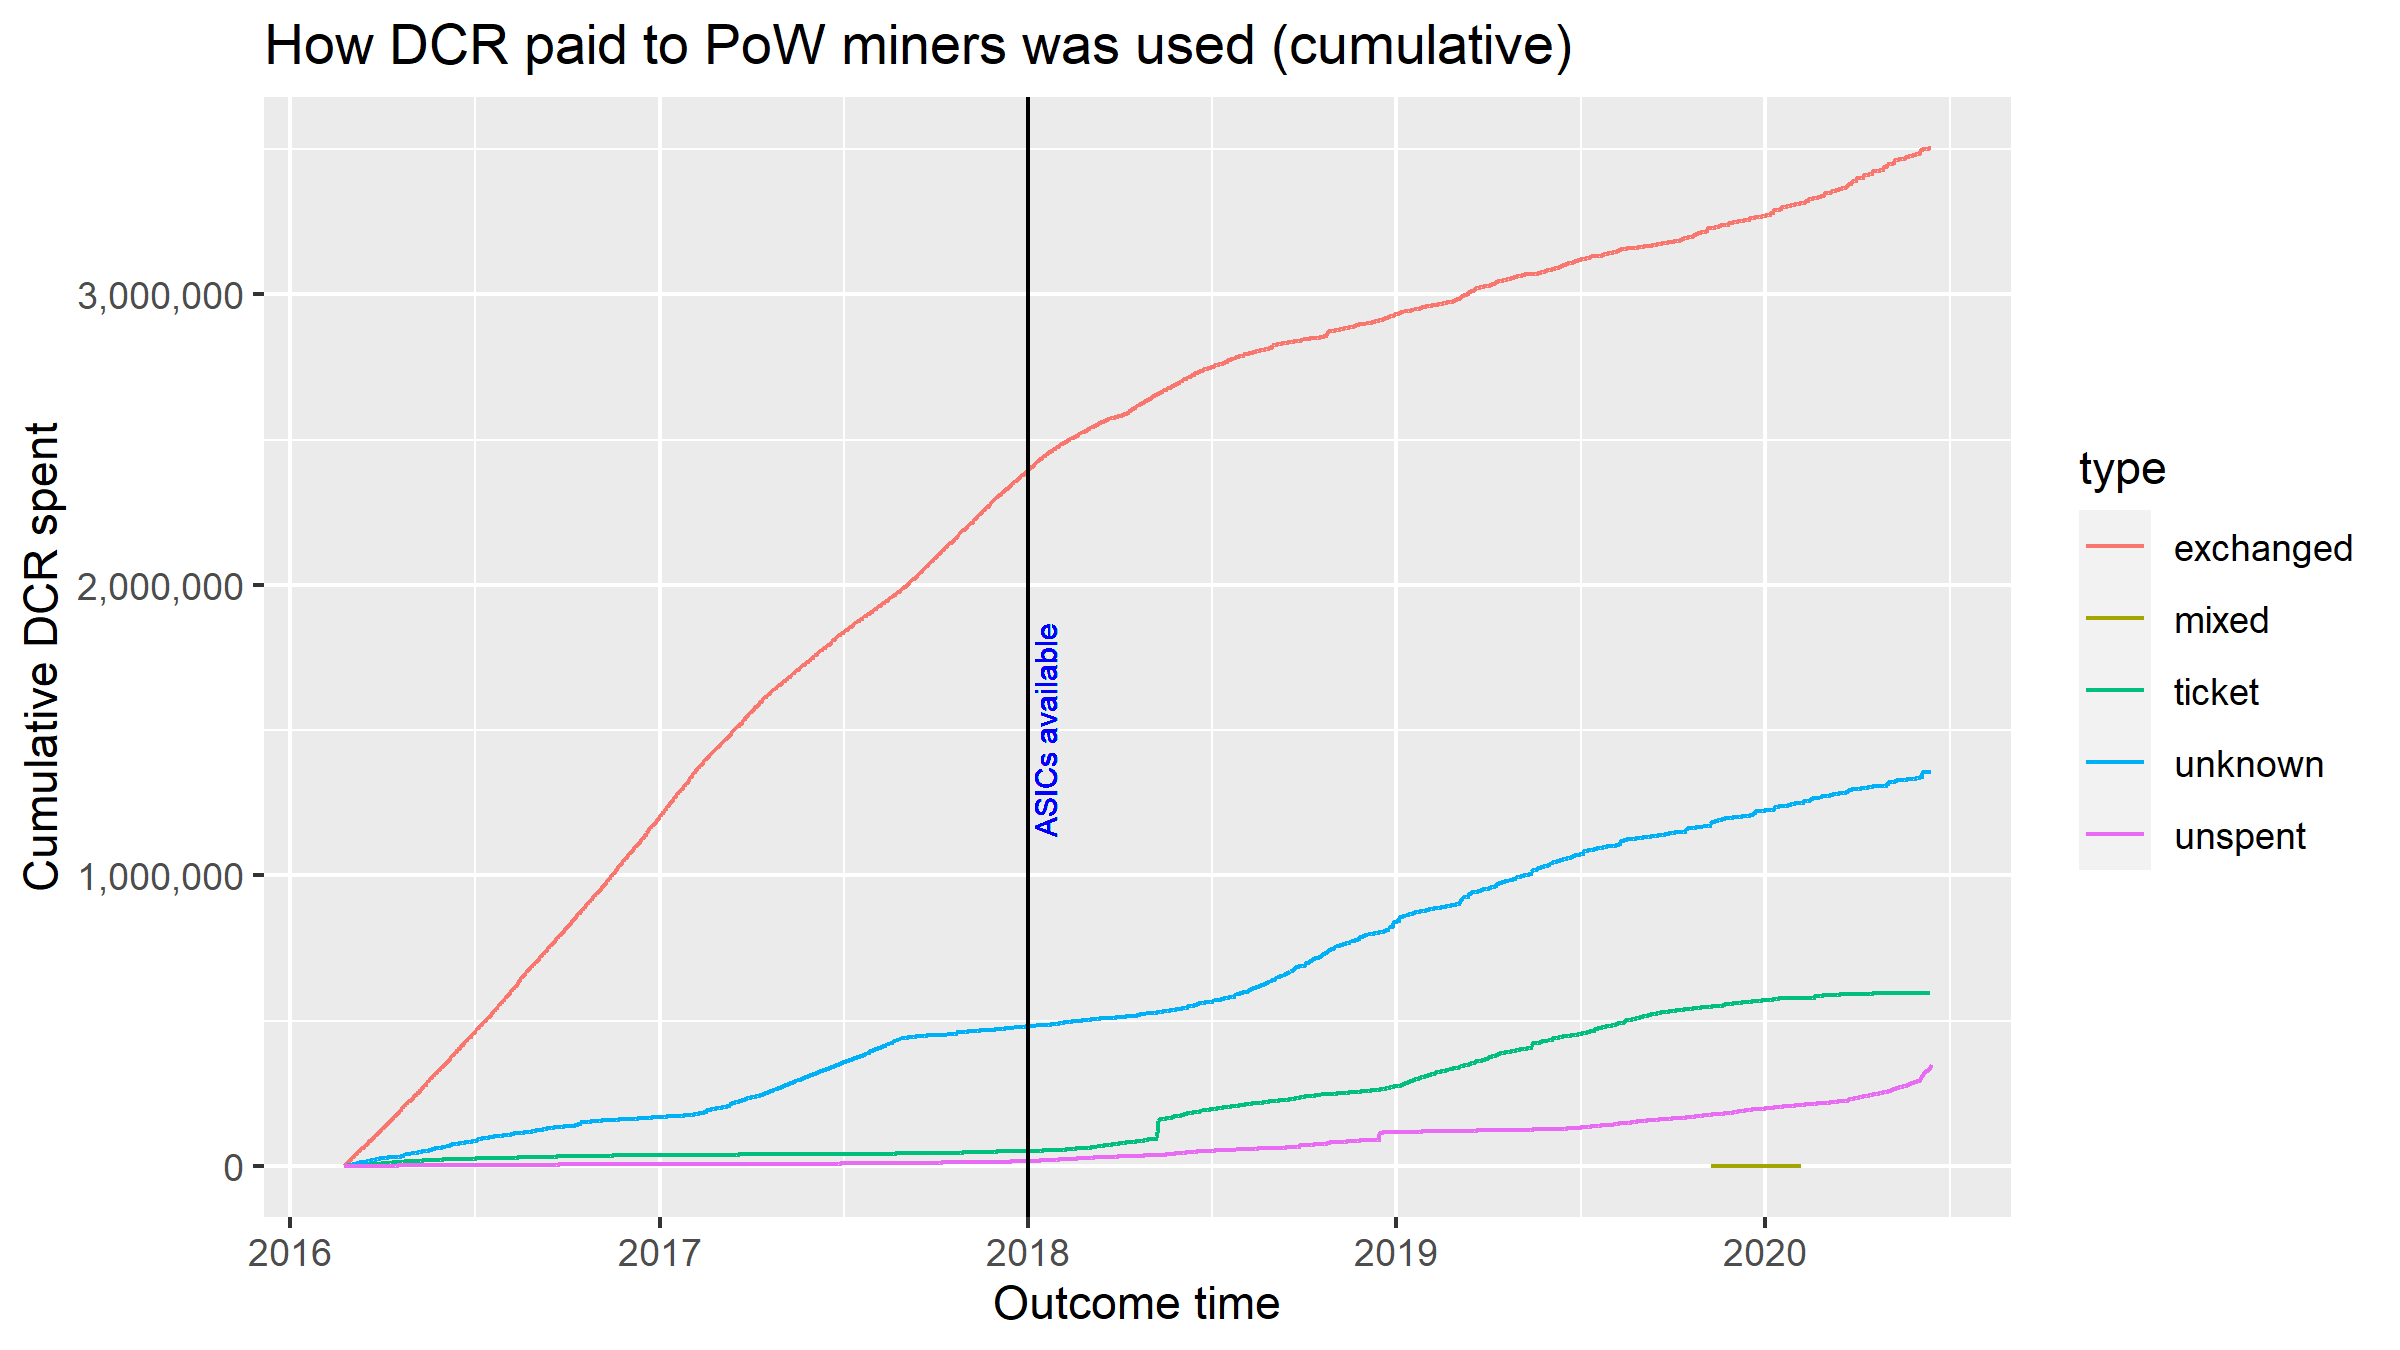 How DCR paid to PoW miners was used (cumulative)
Cumulative DCR spent
3,000,000
2,000,000
1,000,000
0
ASICs available
2016
2017
2018
2019
2020
Outcome time
type
exchanged
mixed
ticket
unknown
unspent